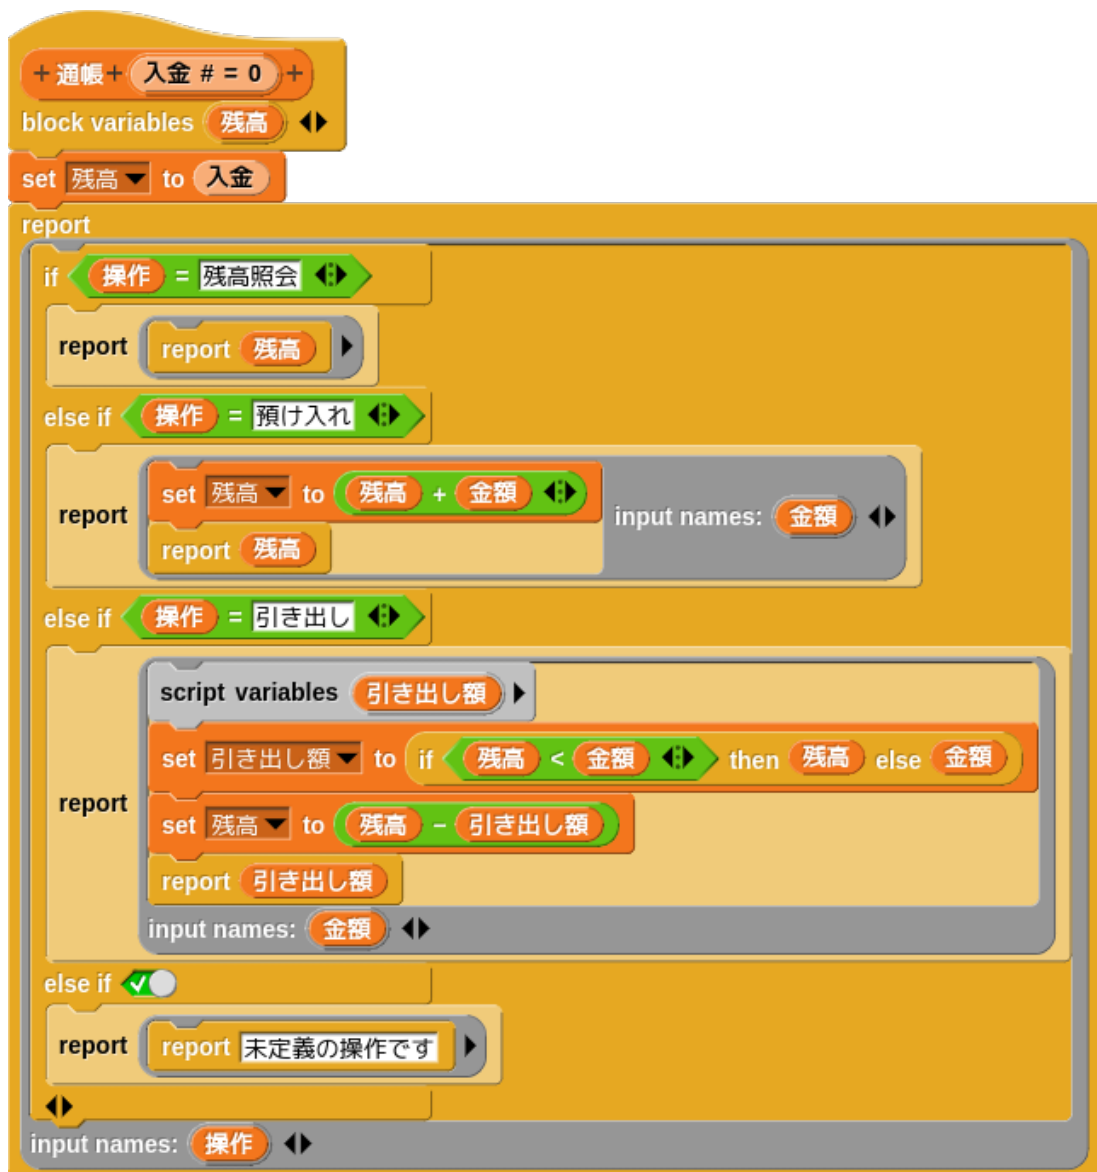 + 通帳 + 入金 # = 0 +
block variables 残高
set 残高 to 入金
report
if 操作 = 残高照会
report report 残高
else if 操作 = 預け入れ
set 残高 to 残高 + 金額
report input names: 金額
report 残高
else if 操作 = 引き出し
script variables 引き出し額
set 引き出し額 to if 残高 < 金額 then 残高 else 金額
report
set 残高 to 残高 - 引き出し額
report 引き出し額
input names: 金額
else if
report report 未定義の操作です
input names: 操作